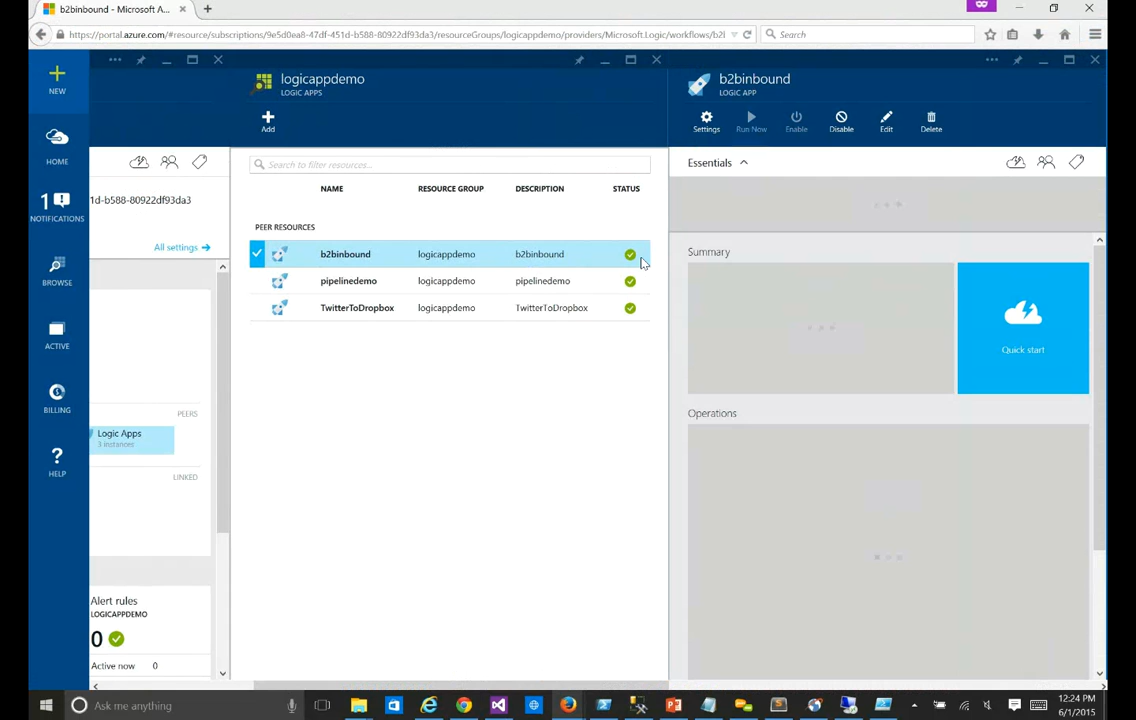 b2binbound - Microsoft A...
https://portal.azure.com/#resource/subscriptions/9e5d0ea8-47df-451d-b588-80922df93da3/resourceGroups/logicappdemo/providers/Microsoft.Logic/workflows/b2l
Search
NEW
HOME
1
NOTIFICATIONS
BROWSE
ACTIVE
BILLING
HELP
1d-b588-80922df93da3
All settings
PEERS
Logic Apps
3 instances
LINKED
Alert rules
LOGICAPPDEMO
0
Active now 0
logicappdemo
LOGIC APPS
Add
Search to filter resources...
NAME RESOURCE GROUP DESCRIPTION STATUS
PEER RESOURCES
b2binbound logicappdemo b2binbound
pipelinedemo logicappdemo pipelinedemo
TwitterToDropbox logicappdemo TwitterToDropbox
b2binbound
LOGIC APP
Settings Run Now Enable Disable Edit Delete
Essentials
Summary
Quick start
Operations
Ask me anything
12:24 PM
6/1/2015